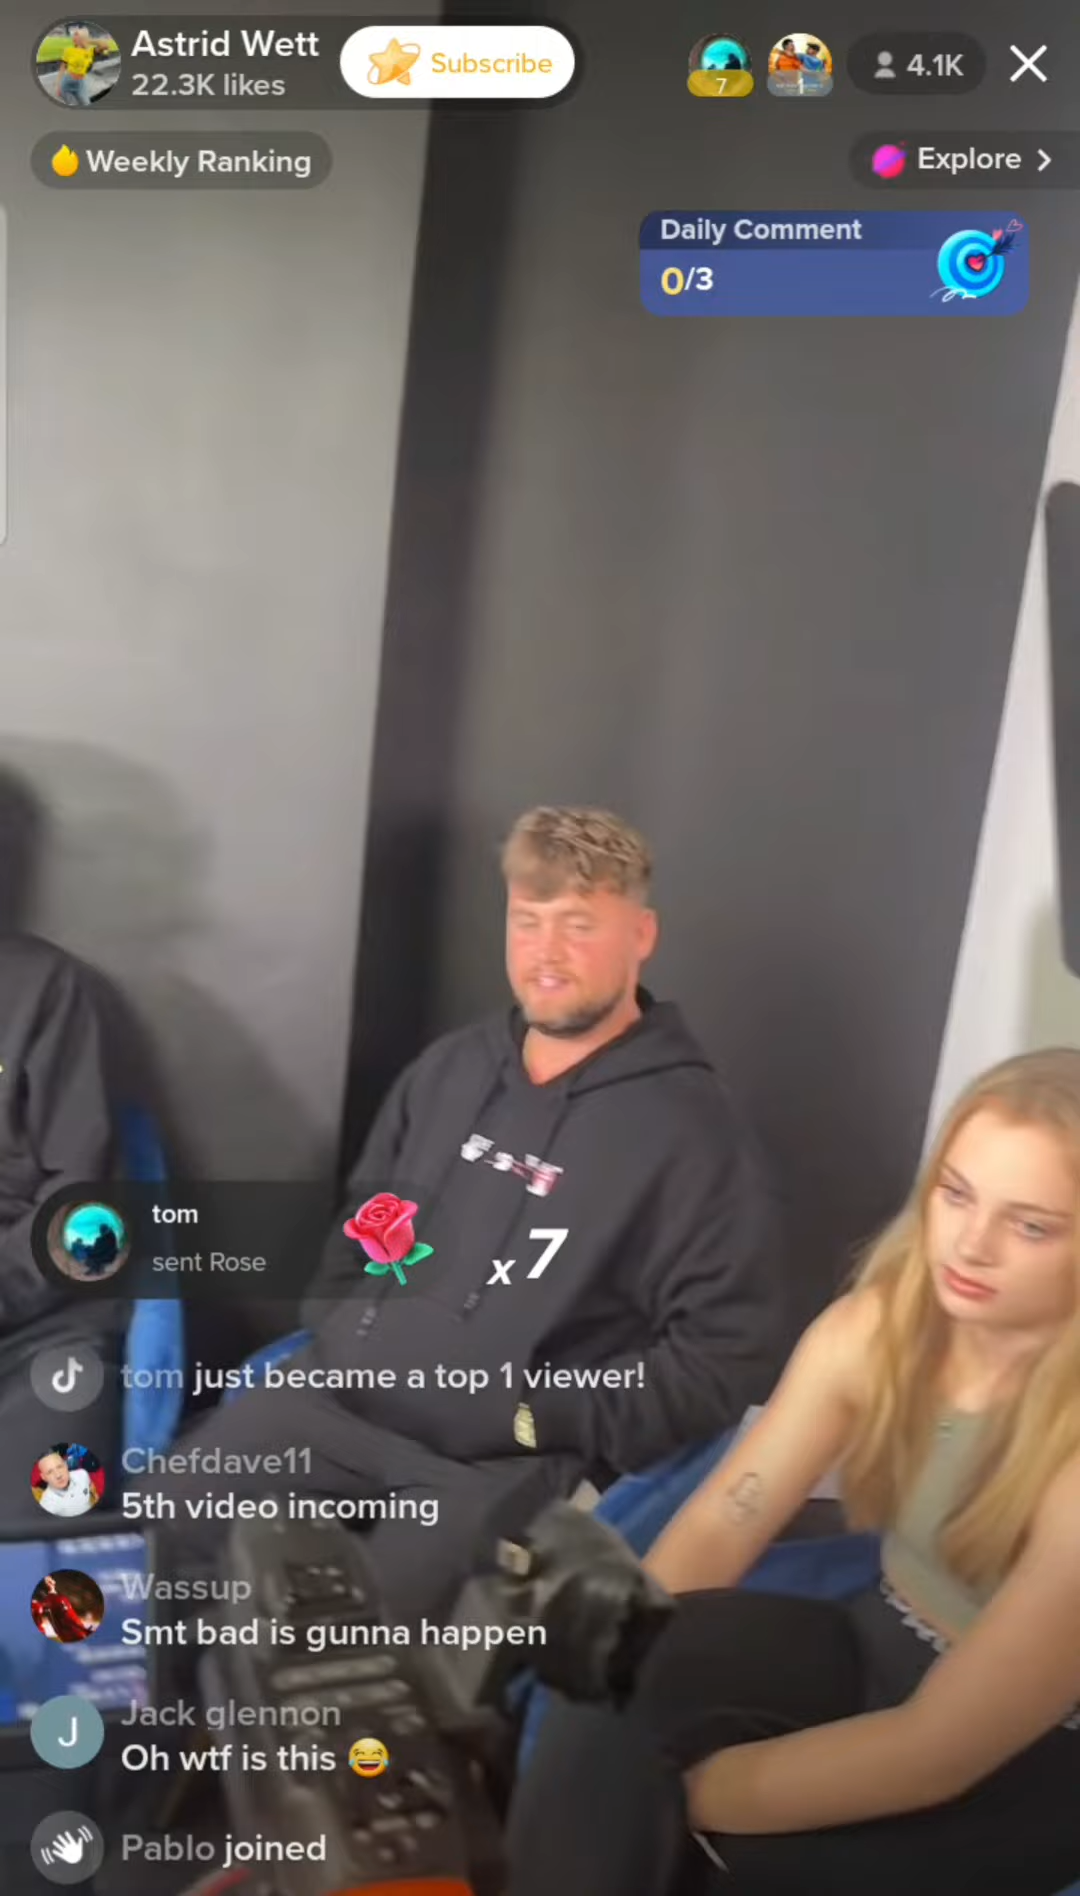 Astrid Wett
22.3K likes
Subscribe
7
1
4.1K
Weekly Ranking
Explore
Daily Comment
0/3
tom
sent Rose
x7
tom just became a top 1 viewer!
Chefdave11
5th video incoming
Wassup
Smt bad is gunna happen
J
Jack glennon
Oh wtf is this 😂
Pablo joined